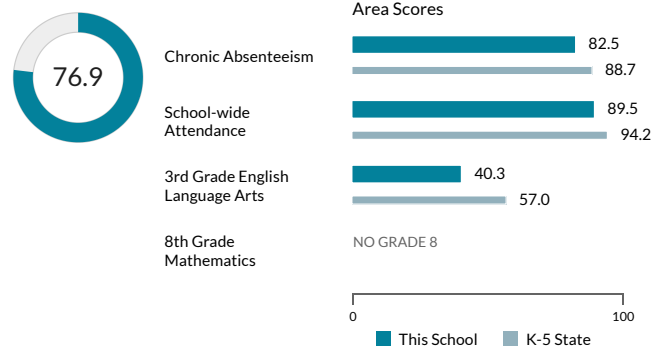 Area Scores
76.9
Chronic Absenteeism
82.5
88.7
School-wide
Attendance
89.5
94.2
3rd Grade English
Language Arts
40.3
57.0
8th Grade
Mathematics
NO GRADE 8
0
100
This School
K-5 State